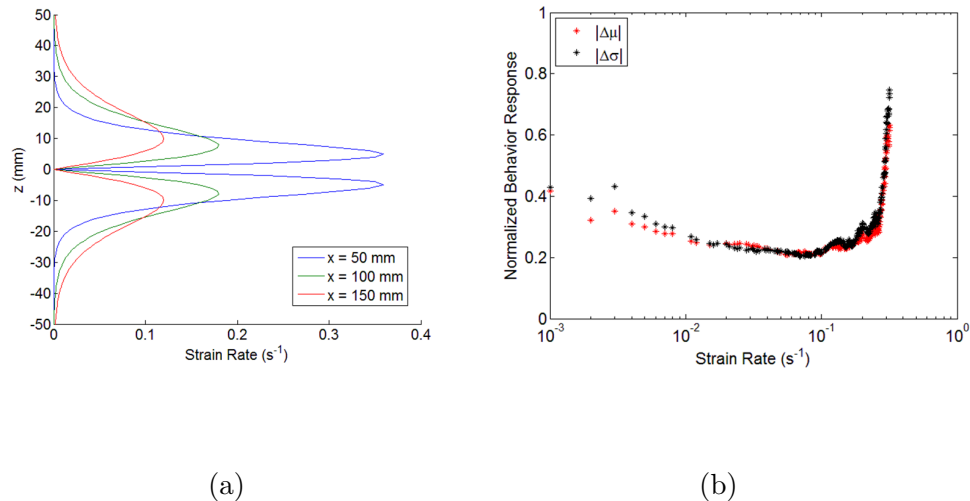 50
40
30
20
10
0
-10
-20
-30
-40
-50
z (mm)
0
0.1
0.2
0.3
0.4
Strain Rate (s⁻¹)
x = 50 mm
x = 100 mm
x = 150 mm
(a)
1
0.8
0.6
0.4
0.2
0
Normalized Behavior Response
|Δμ|
|Δσ|
10⁻³
10⁻²
10⁻¹
10⁰
Strain Rate (s⁻¹)
(b)